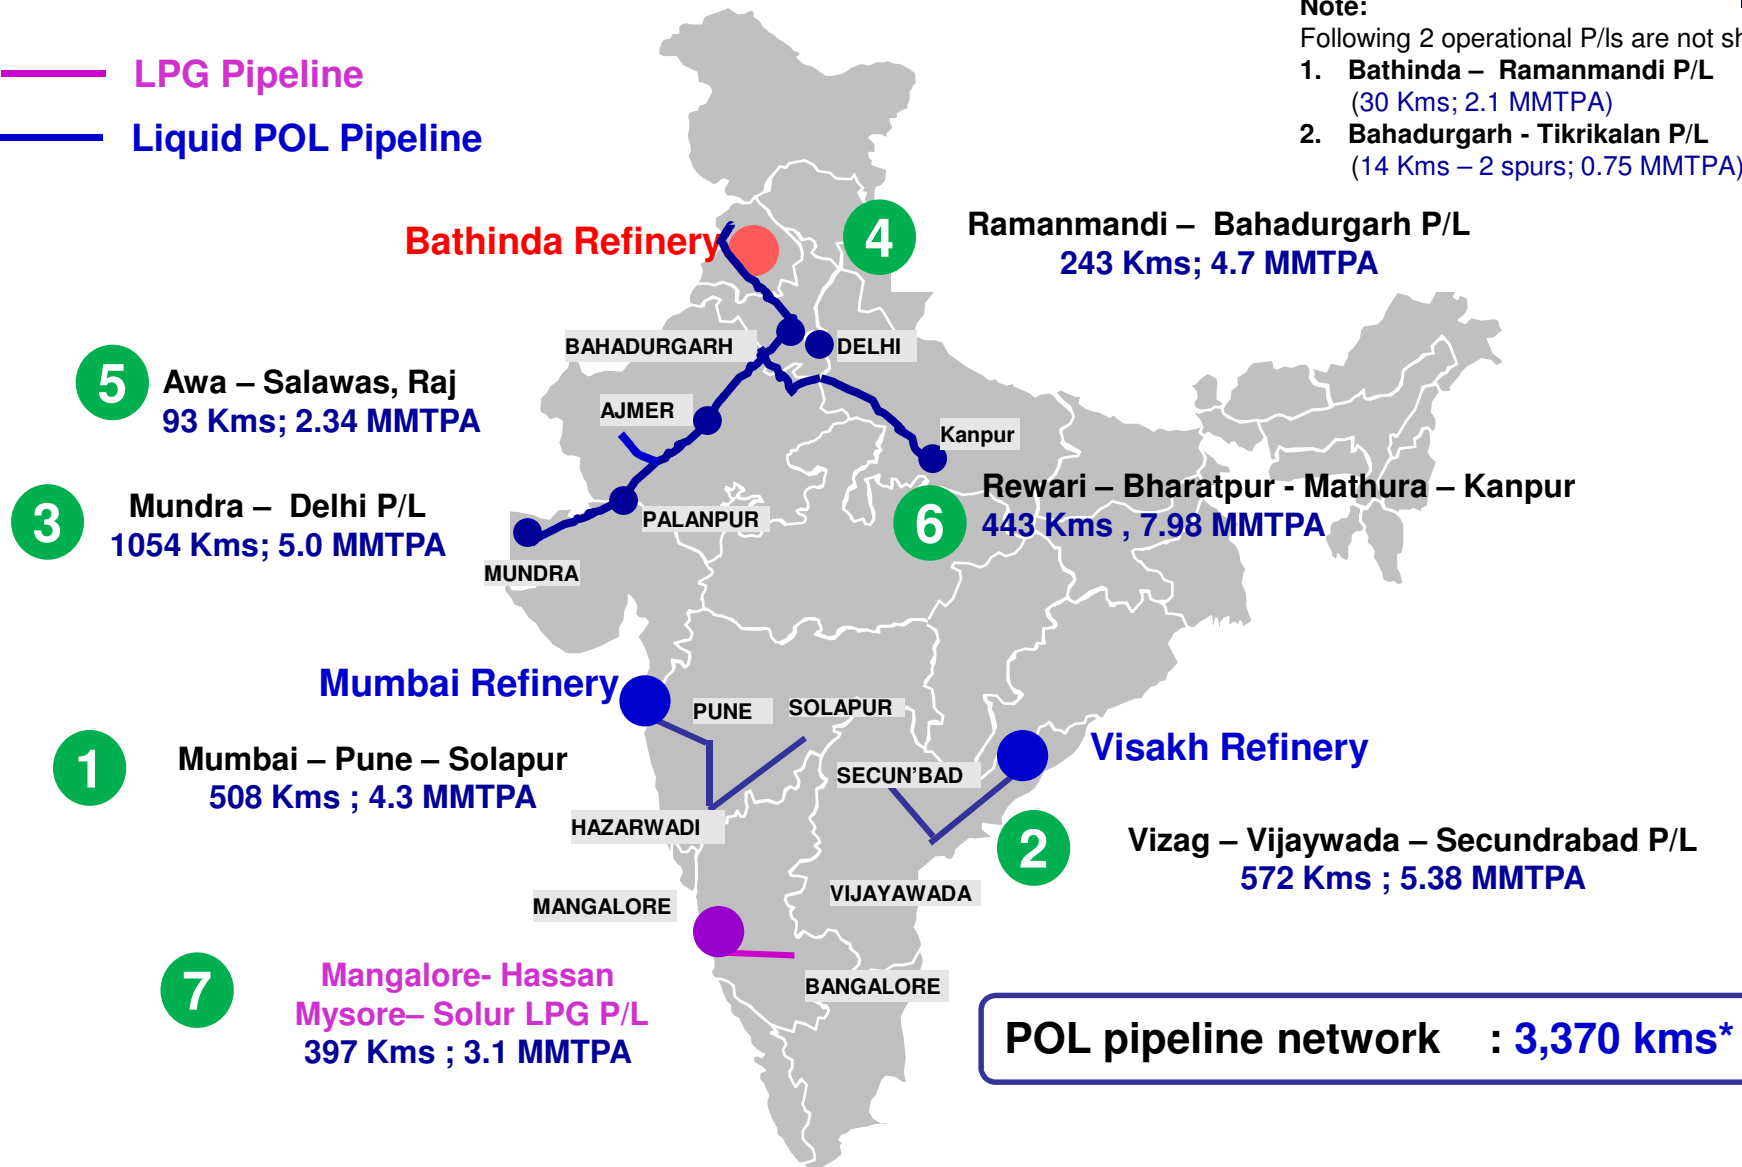 Note:
Following 2 operational P/ls are not
1. Bathinda – Ramanmandi P/L
(30 Kms; 2.1 MMTPA)
2. Bahadurgarh - Tikrikalan P/L
(14 Kms – 2 spurs; 0.75 MMTPA)
LPG Pipeline
Liquid POL Pipeline
Bathinda Refinery
4
Ramanmandi – Bahadurgarh P/L
243 Kms; 4.7 MMTPA
BAHADURGARH
DELHI
5
Awa – Salawas, Raj
93 Kms; 2.34 MMTPA
AJMER
Kanpur
3
Mundra – Delhi P/L
1054 Kms; 5.0 MMTPA
PALANPUR
MUNDRA
6
Rewari – Bharatpur - Mathura – Kanpur
443 Kms , 7.98 MMTPA
Mumbai Refinery
PUNE
SOLAPUR
1
Mumbai – Pune – Solapur
508 Kms ; 4.3 MMTPA
HAZARWADI
SECUN'BAD
Visakh Refinery
2
Vizag – Vijaywada – Secundrabad P/L
572 Kms ; 5.38 MMTPA
VIJAYAWADA
MANGALORE
BANGALORE
7
Mangalore- Hassan
Mysore– Solur LPG P/L
397 Kms ; 3.1 MMTPA
POL pipeline network : 3,370 kms*